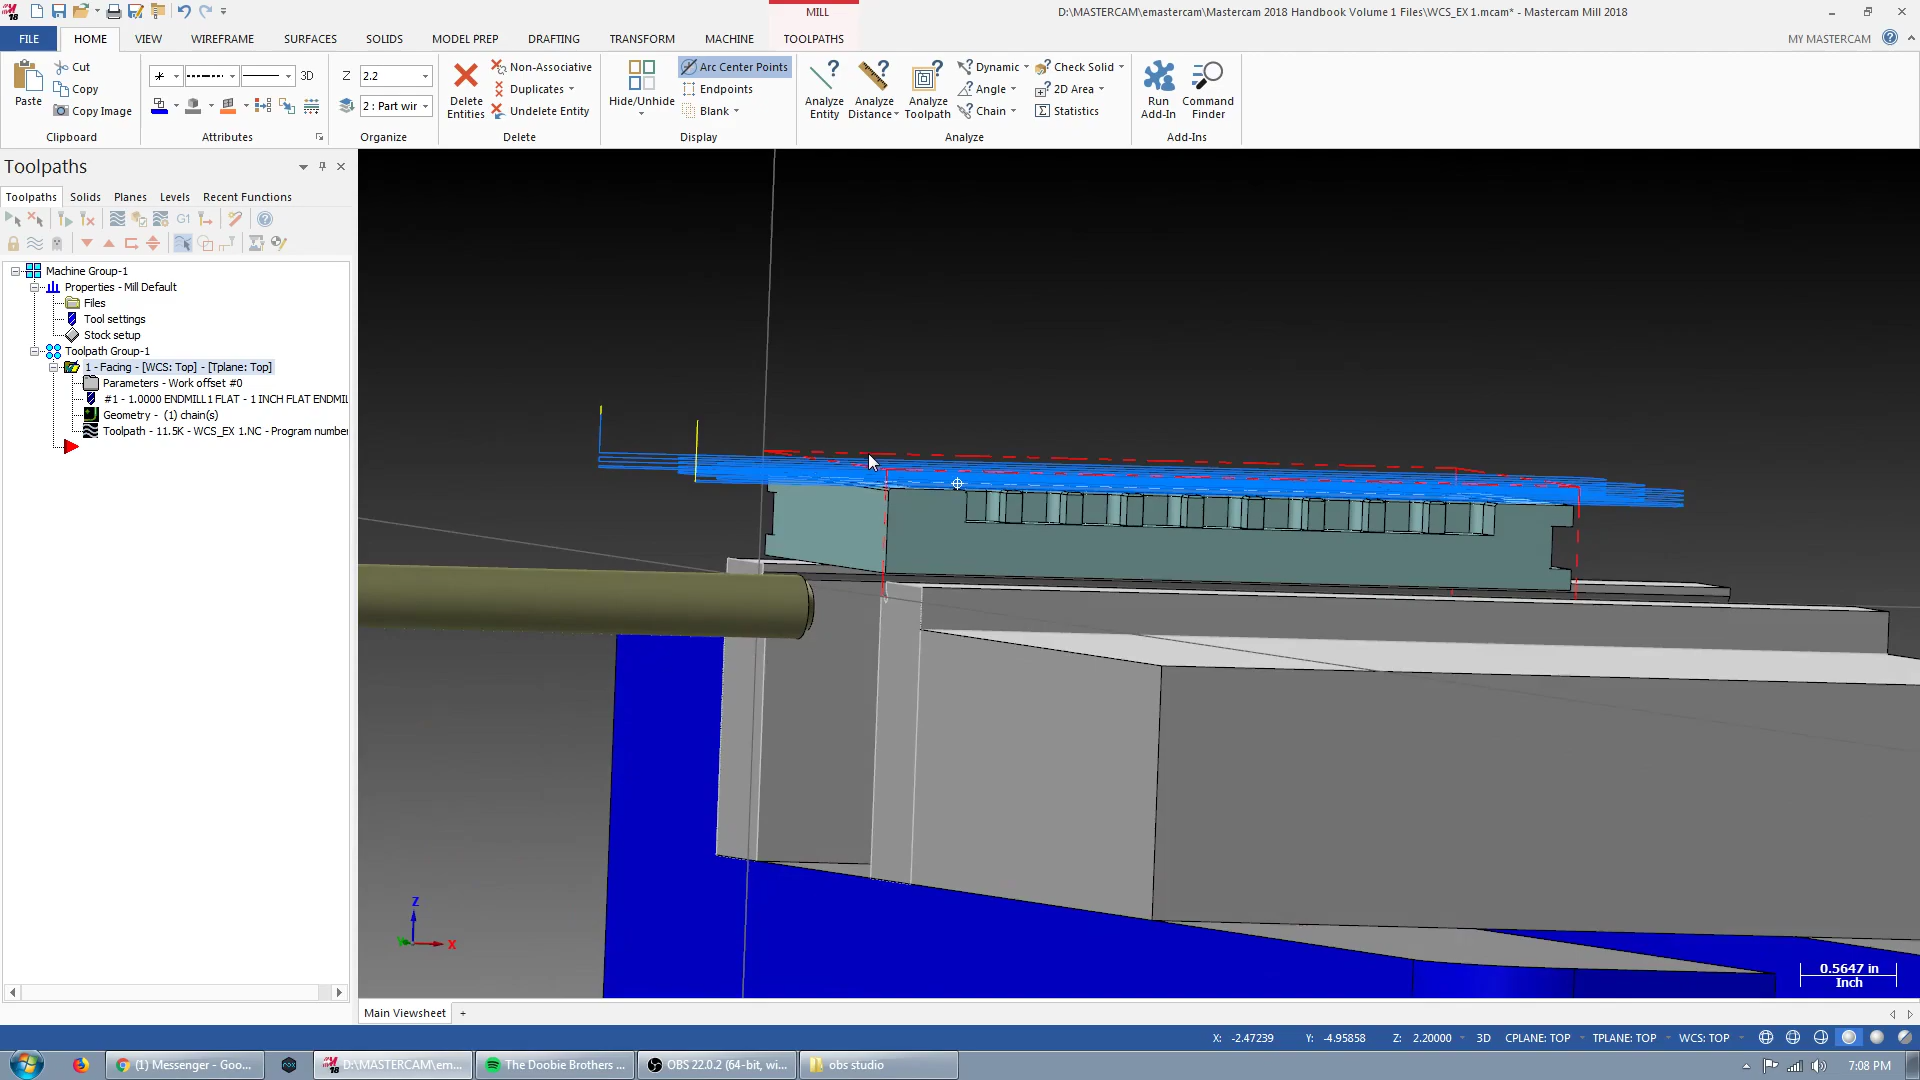 MILL
D:\MASTERCAM\emastercam\Mastercam 2018 Handbook Volume 1 Files\WCS_EX 1.mcam* - Mastercam Mill 2018
FILE HOME VIEW WIREFRAME SURFACES SOLIDS MODEL PREP DRAFTING TRANSFORM MACHINE TOOLPATHS MY MASTERCAM
Paste
Cut
Copy
Copy Image
Clipboard
3D
Attributes
Z 2.2
2 : Part wir
Organize
Delete Entities
Non-Associative
Duplicates
Undelete Entity
Delete
Hide/Unhide
Arc Center Points
Endpoints
Blank
Display
Analyze Entity
Analyze Distance
Analyze Toolpath
Dynamic
Angle
Chain
Check Solid
2D Area
Statistics
Analyze
Run Add-In
Command Finder
Add-Ins
Toolpaths
Toolpaths Solids Planes Levels Recent Functions
G1
Machine Group-1
Properties - Mill Default
Files
Tool settings
Stock setup
Toolpath Group-1
1 - Facing - [WCS: Top] - [Tplane: Top]
Parameters - Work offset #0
#1 - 1.0000 ENDMILL1 FLAT - 1 INCH FLAT ENDMIL
Geometry - (1) chain(s)
Toolpath - 11.5K - WCS_EX 1.NC - Program number
Z
X
0.5647 in
Inch
Main Viewsheet +
X: -2.47239 Y: -4.95858 Z: 2.20000 3D CPLANE: TOP TPLANE: TOP WCS: TOP
(1) Messenger - Goo...
D:\MASTERCAM\em...
The Doobie Brothers ...
OBS 22.0.2 (64-bit, wi...
obs studio
7:08 PM